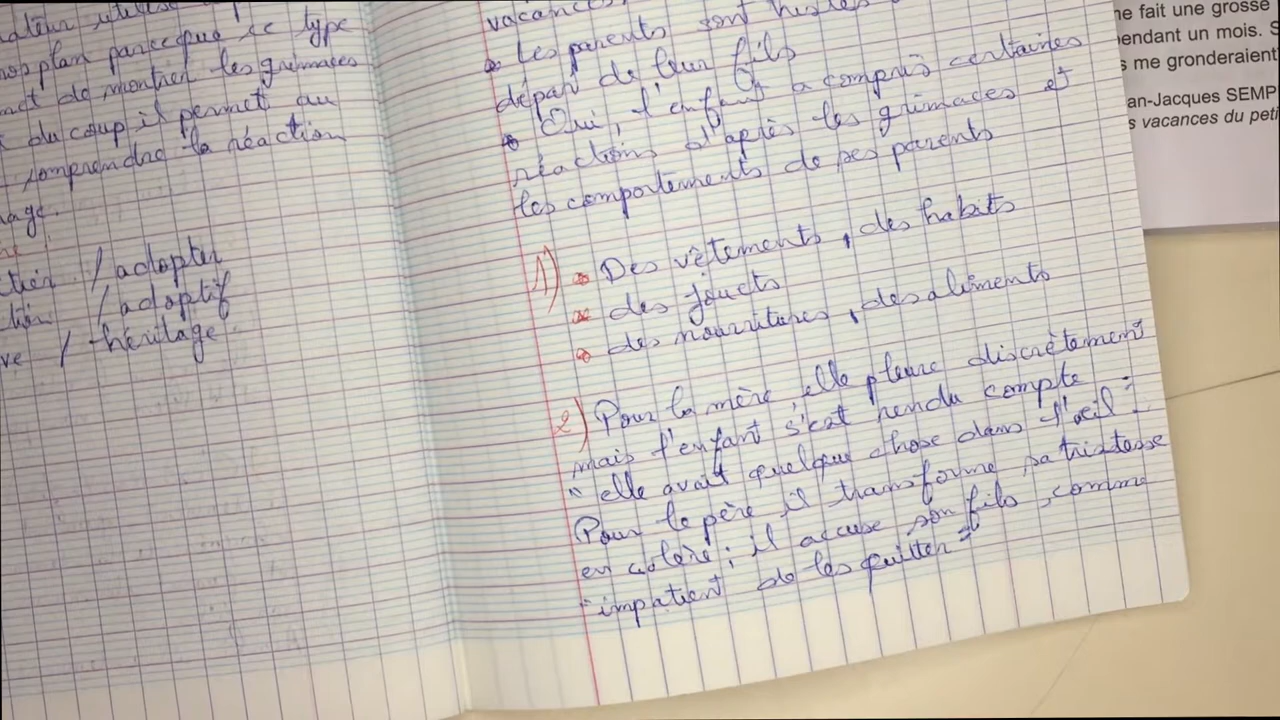 plan parceque ce type
de montrer les grimaces
du coup il permet au
comprendre la réaction
/ adopter
/ adoptif
/ héritage
vacances
Les parents sont tristes
départ de leur fils
Oui, l'enfant a compris certaines
réactions d'après les grimaces et
les comportements de ses parents
1) Des vêtements, des habits
des jouets
des nourritures, des aliments
2) Pour la mère, elle pleure discrètement
mais l'enfant s'est rendu compte
" elle avait quelque chose dans l'œil "
Pour le père il transforme sa tristesse
en colère ; il accuse son fils comme
"impatient de les quitter"
ne fait une grosse
pendant un mois. S
s me gronderaient
an-Jacques SEMP
s vacances du peti